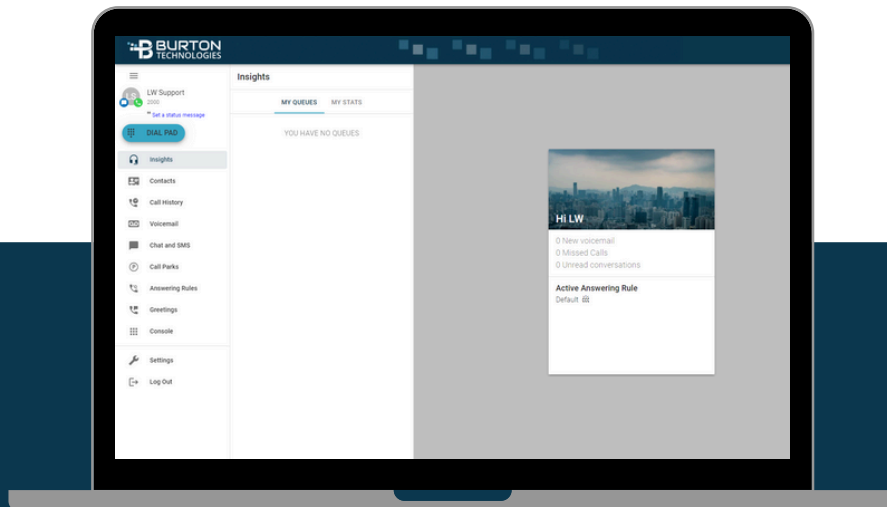 BURTON
TECHNOLOGIES
LS
LW Support
2000
Set a status message
DIAL PAD
Insights
Contacts
Call History
Voicemail
Chat and SMS
Call Parks
Answering Rules
Greetings
Console
Settings
Log Out
Insights
MY QUEUES MY STATS
YOU HAVE NO QUEUES
Hi LW
0 New voicemail
0 Missed Calls
0 Unread conversations
Active Answering Rule
Default